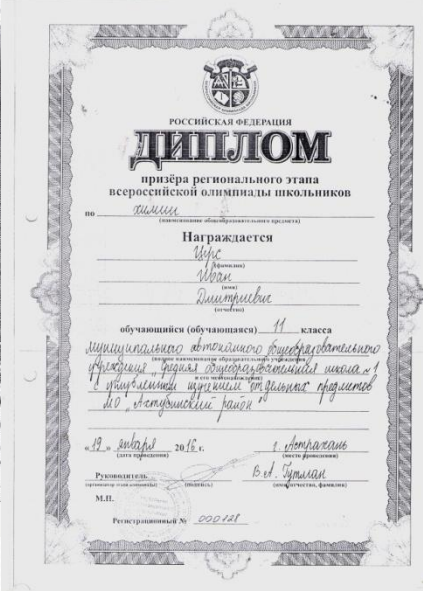 РОССИЙСКАЯ ФЕДЕРАЦИЯ
ДИПЛОМ
призёра регионального этапа
всероссийской олимпиады школьников
по химии
(наименование общеобразовательного предмета)
Награждается
(фамилия)
Иван
(имя)
Дмитриевич
(отчество)
обучающийся (обучающаяся) 11 класса
муниципального автономного общеобразовательного
(полное наименование образовательного учреждения
учреждения, средняя общеобразовательная школа №1
с углубленным изучением отдельных предметов
МО "Ахтубинский район"
«19» января 2016 г. г. Астрахань
(дата проведения) (место проведения)
Руководитель В.А. Гутман
(подпись) (имя, отчество, фамилия)
М.П.
Регистрационный № 000128